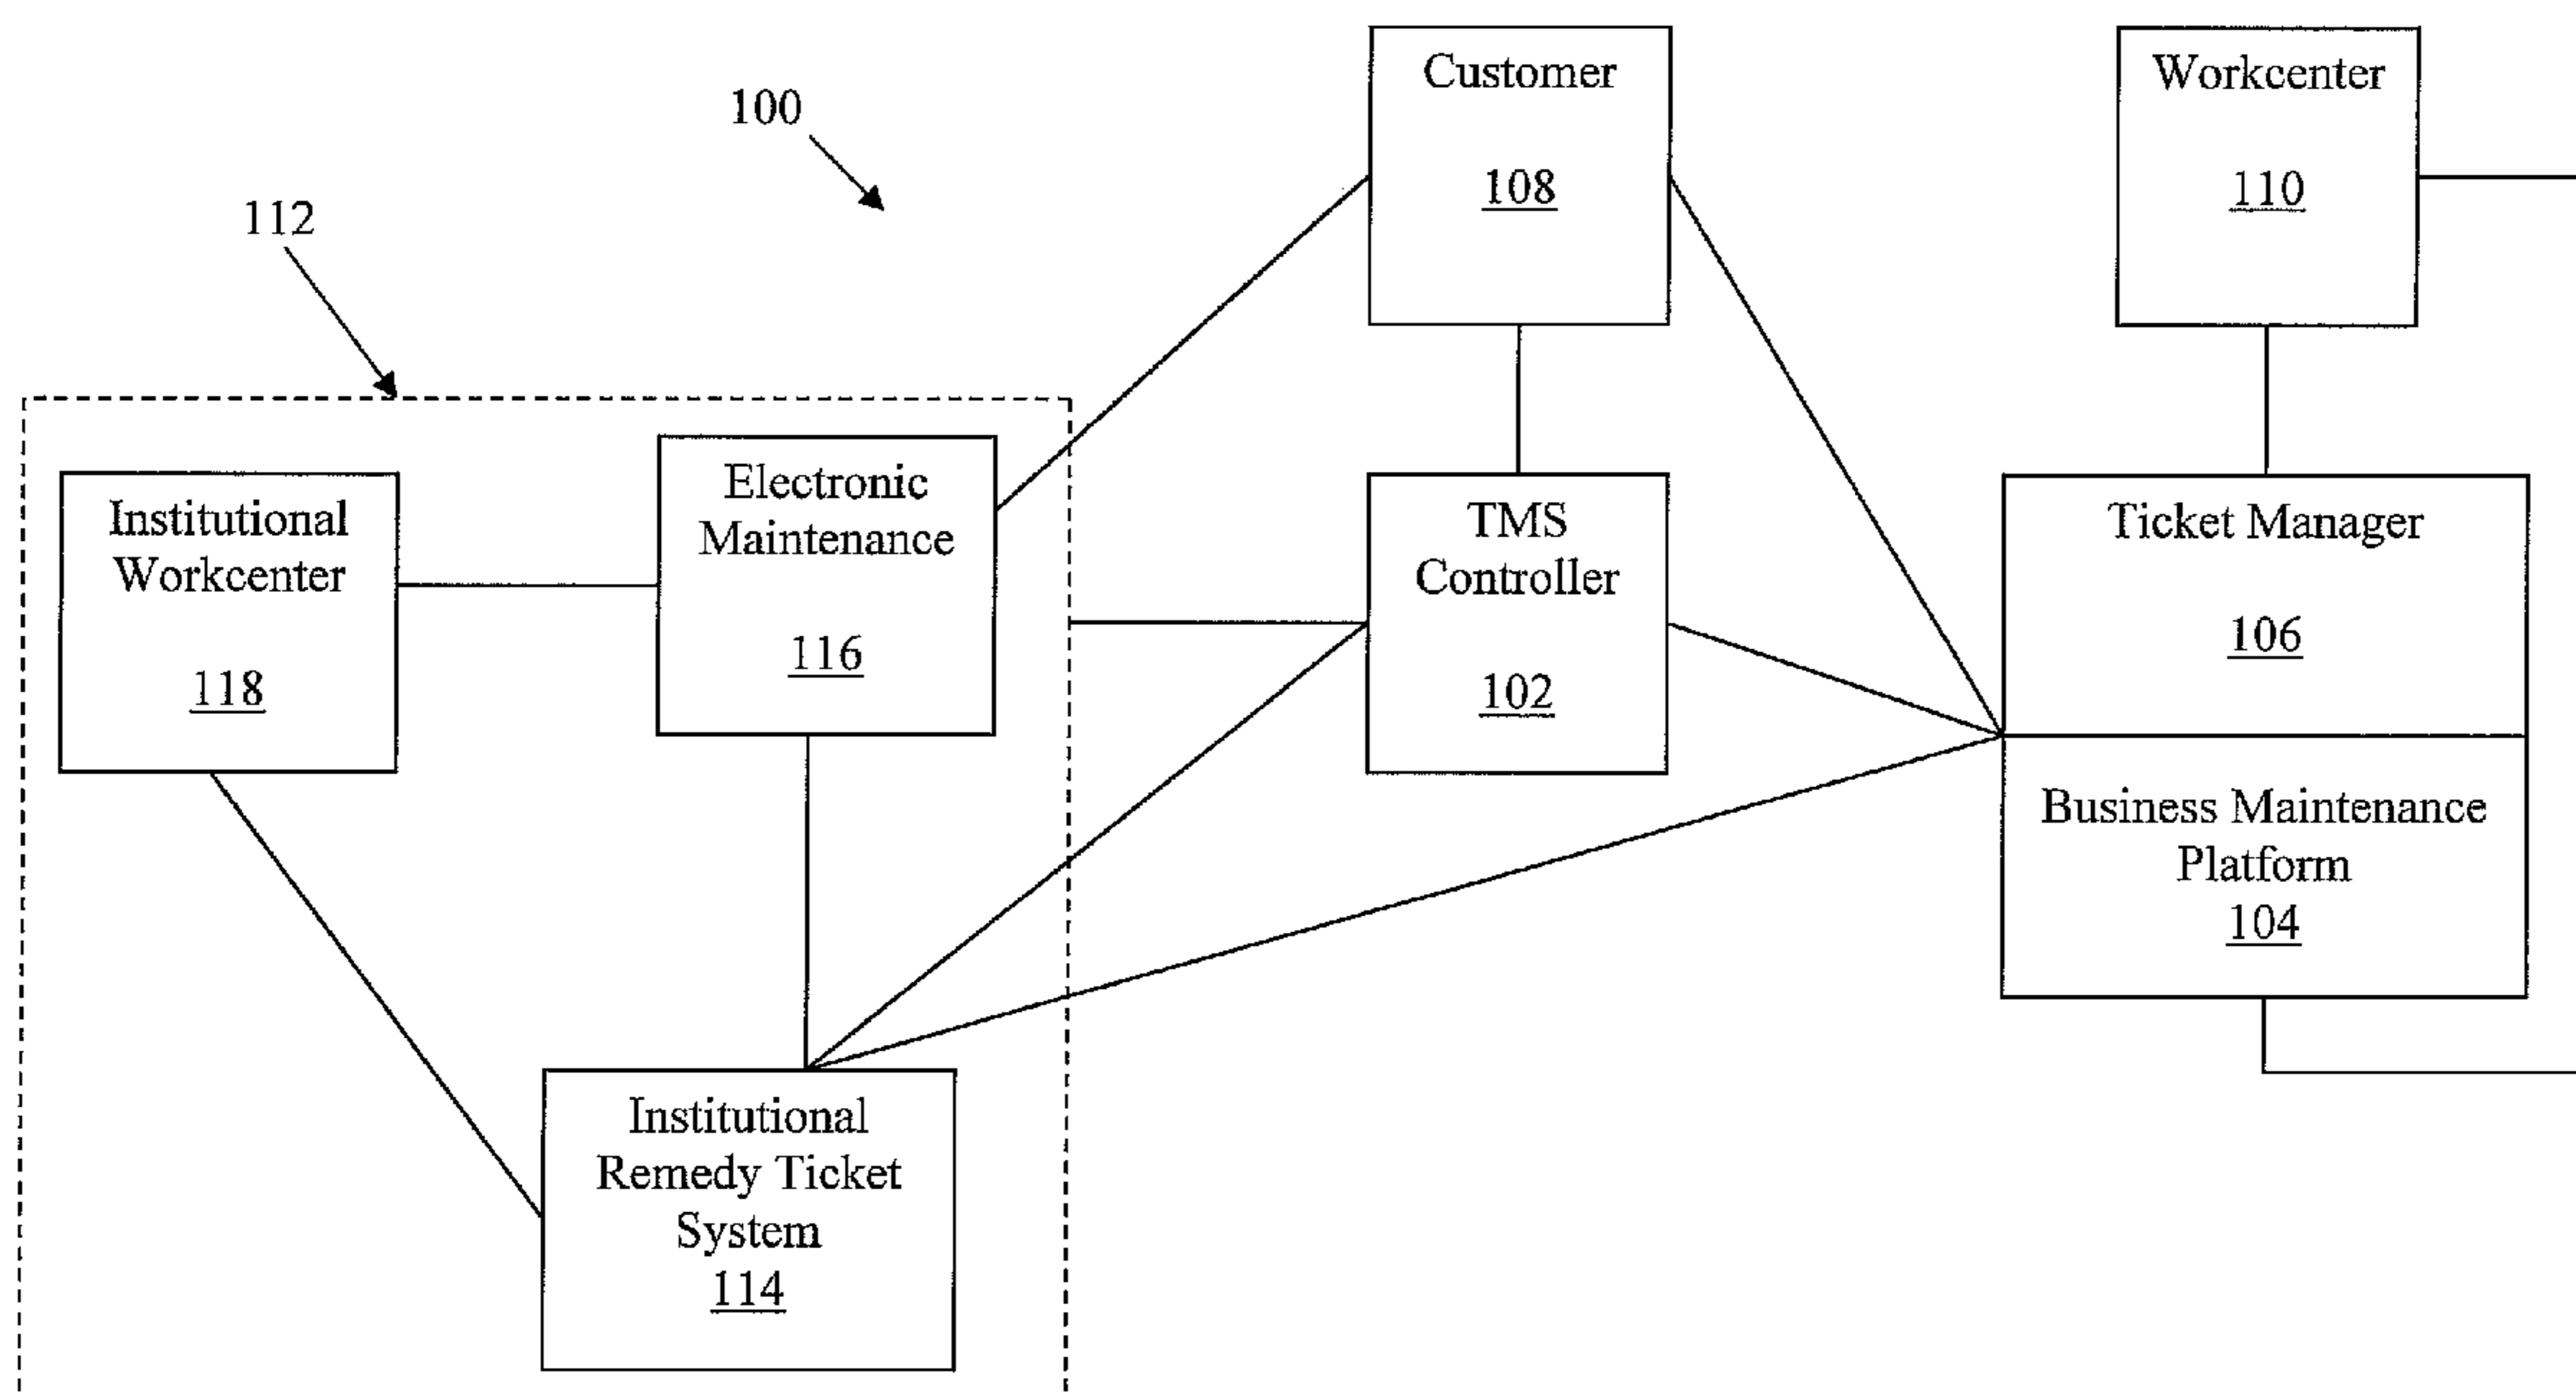 100
112
Customer
108
Workcenter
110
Institutional
Workcenter
118
Electronic
Maintenance
116
TMS
Controller
102
Ticket Manager
106
Business Maintenance
Platform
104
Institutional
Remedy Ticket
System
114